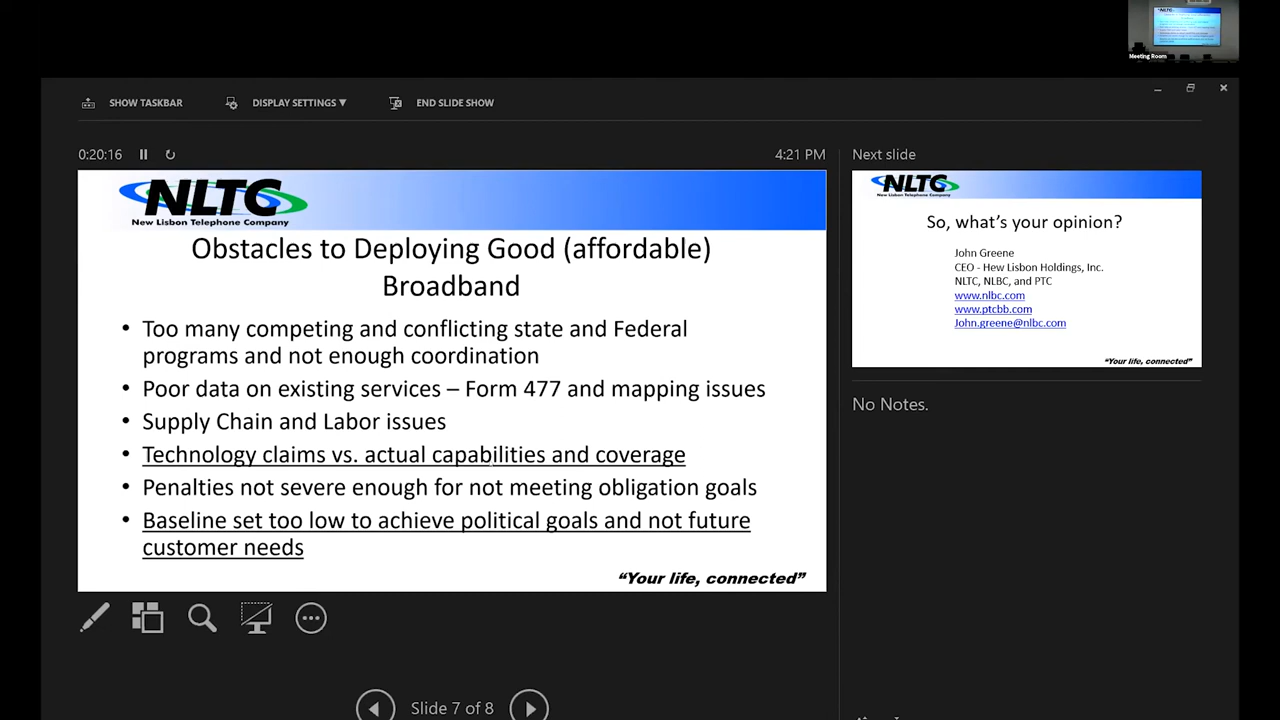 NLTC
Meeting Room
SHOW TASKBAR
DISPLAY SETTINGS ▼
END SLIDE SHOW
0:20:16
4:21 PM
Next slide
NLTC
New Lisbon Telephone Company
Obstacles to Deploying Good (affordable)
Broadband
• Too many competing and conflicting state and Federal
programs and not enough coordination
• Poor data on existing services – Form 477 and mapping issues
• Supply Chain and Labor issues
• Technology claims vs. actual capabilities and coverage
• Penalties not severe enough for not meeting obligation goals
• Baseline set too low to achieve political goals and not future
customer needs
“Your life, connected”
NLTC
New Lisbon Telephone Company
So, what's your opinion?
John Greene
CEO - Hew Lisbon Holdings, Inc.
NLTC, NLBC, and PTC
www.nlbc.com
www.ptcbb.com
John.greene@nlbc.com
“Your life, connected”
No Notes.
Slide 7 of 8